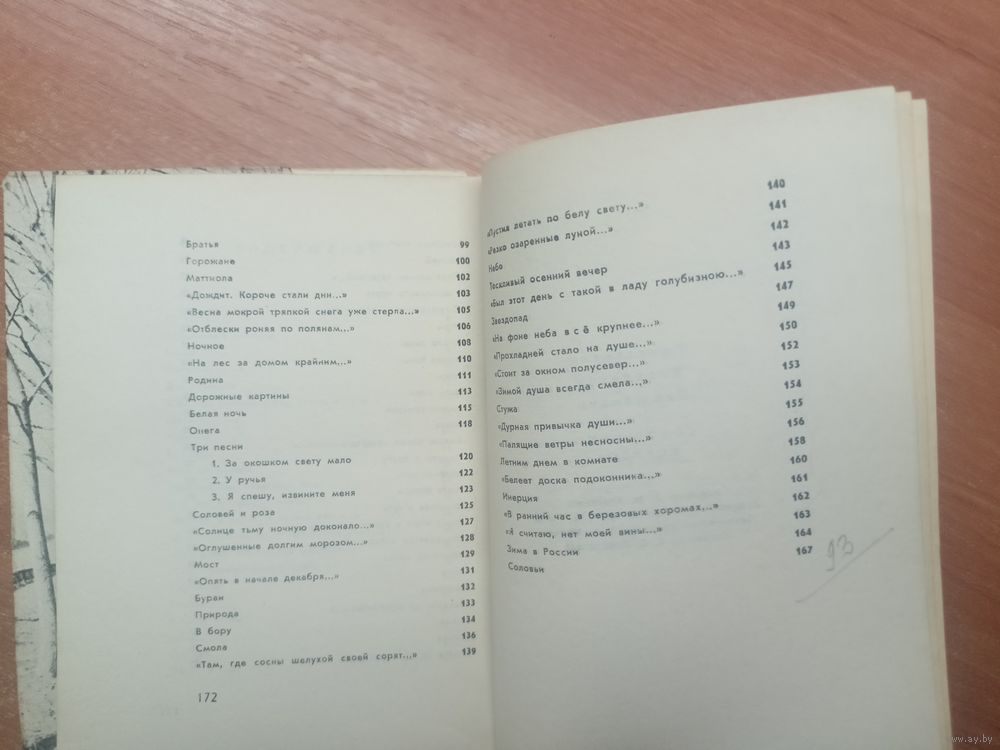 Братья 99
Горожане 100
Маттиола 102
«Дождит. Короче стали дни...» 103
«Весна мокрой тряпкой снега уже стерла...» 105
«Отблески роняя по полянам...» 106
Ночное 108
«На лес за домом крайним...» 110
Родина 111
Дорожные картины 113
Белая ночь 115
Онега 118
Три песни
1. За окошком свету мало 120
2. У ручья 122
3. Я спешу, извините меня 123
Соловей и роза 125
«Солнце тьму ночную доконало...» 127
«Оглушенные долгим морозом...» 128
Мост 129
«Опять в начале декабря...» 131
Буран 132
Природа 133
В бору 134
Смола 136
«Там, где сосны шелухой своей сорят...» 139
172
«Пустил летать по белу свету...» 140
«Резко озаренные луной...» 141
Небо 142
Тоскливый осенний вечер 143
«Был этот день с такой в ладу голубизною...» 145
Звездопад 147
«На фоне неба всё крупнее...» 149
«Прохладней стало на душе...» 150
«Стоит за окном полусевер...» 152
«Зимой душа всегда смела...» 153
Стужа 154
«Дурная привычка души...» 155
«Палящие ветры несносны...» 156
Летним днем в комнате 158
«Белеет доска подоконника...» 160
Инерция 161
«В ранний час в березовых хоромах...» 162
«Я считаю, нет моей вины...» 163
Зима в России 164
Соловьи 167
93
www.ay.by